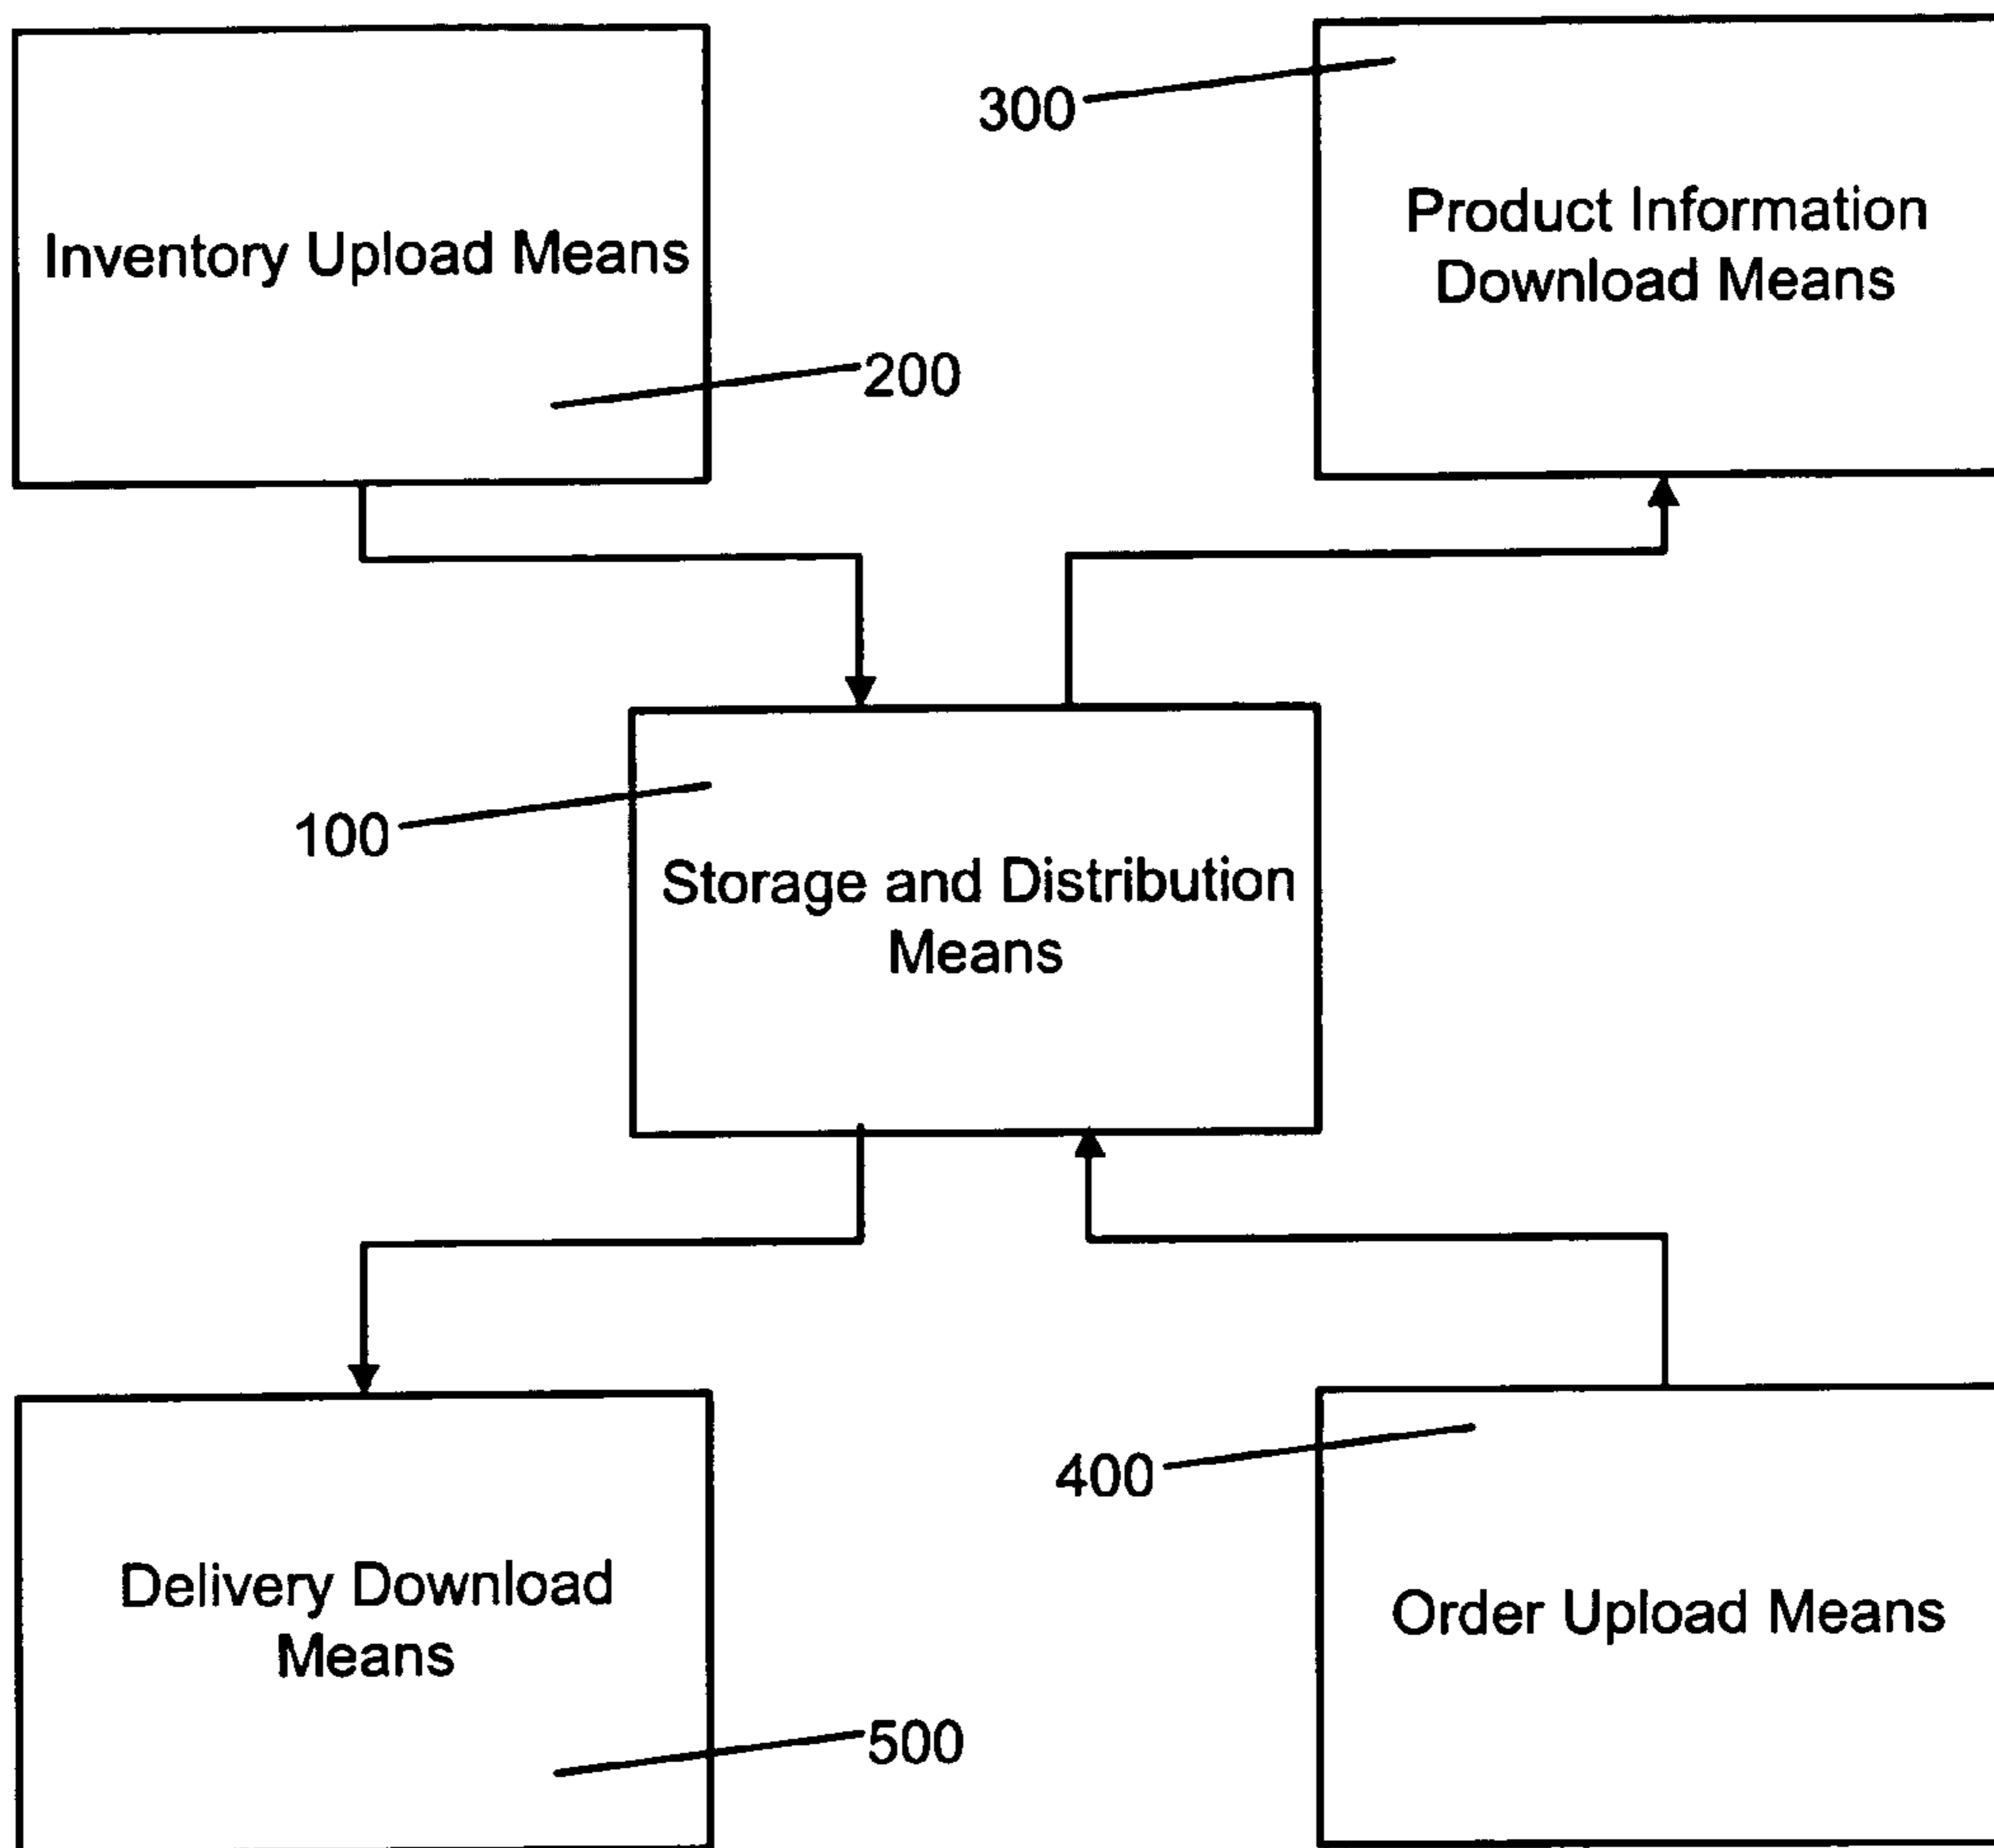 300
Inventory Upload Means
Product Information
Download Means
200
100
Storage and Distribution
Means
400
Delivery Download
Means
Order Upload Means
500